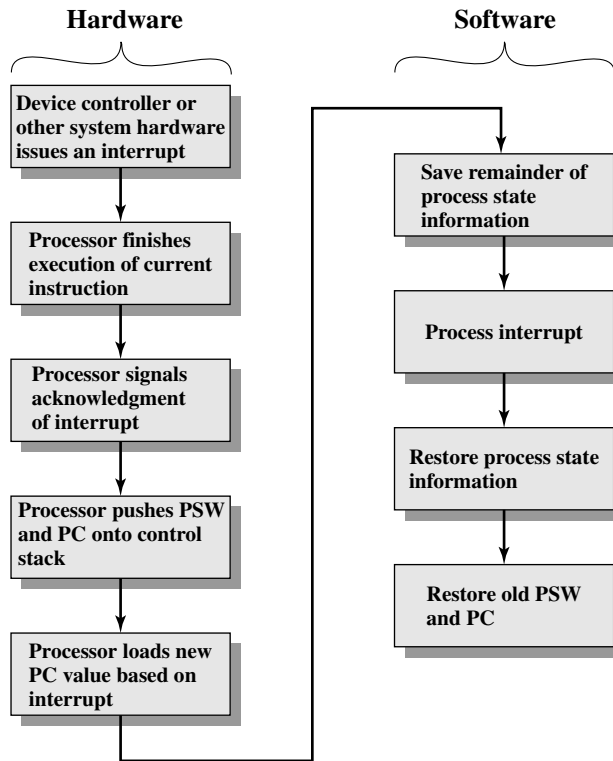 Hardware
Device controller or
other system hardware
issues an interrupt
Processor finishes
execution of current
instruction
Processor signals
acknowledgment
of interrupt
Processor pushes PSW
and PC onto control
stack
Processor loads new
PC value based on
interrupt
Software
Save remainder of
process state
information
Process interrupt
Restore process state
information
Restore old PSW
and PC